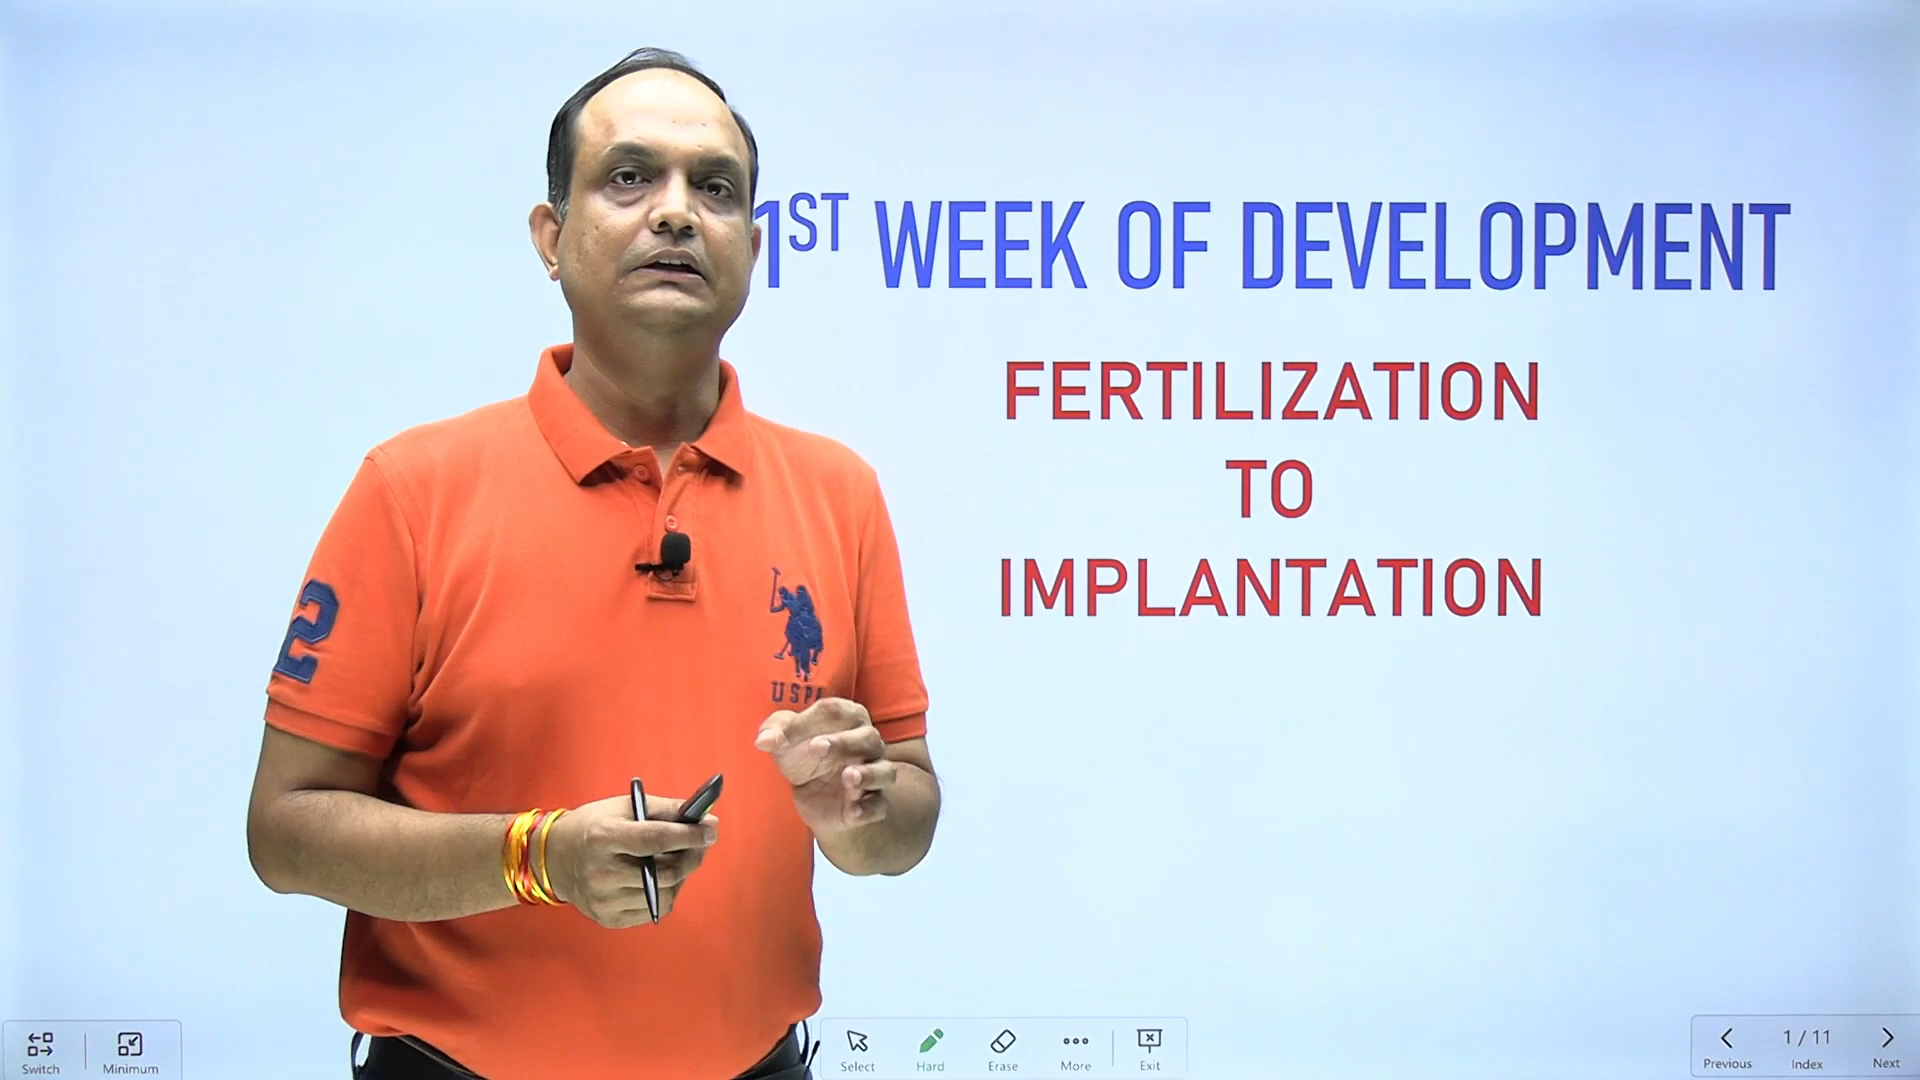 1ST WEEK OF DEVELOPMENT
FERTILIZATION
TO
IMPLANTATION
2
USPA
Switch
Minimum
Select
Hard
Erase
More
Exit
Previous
1 / 11
Index
Next